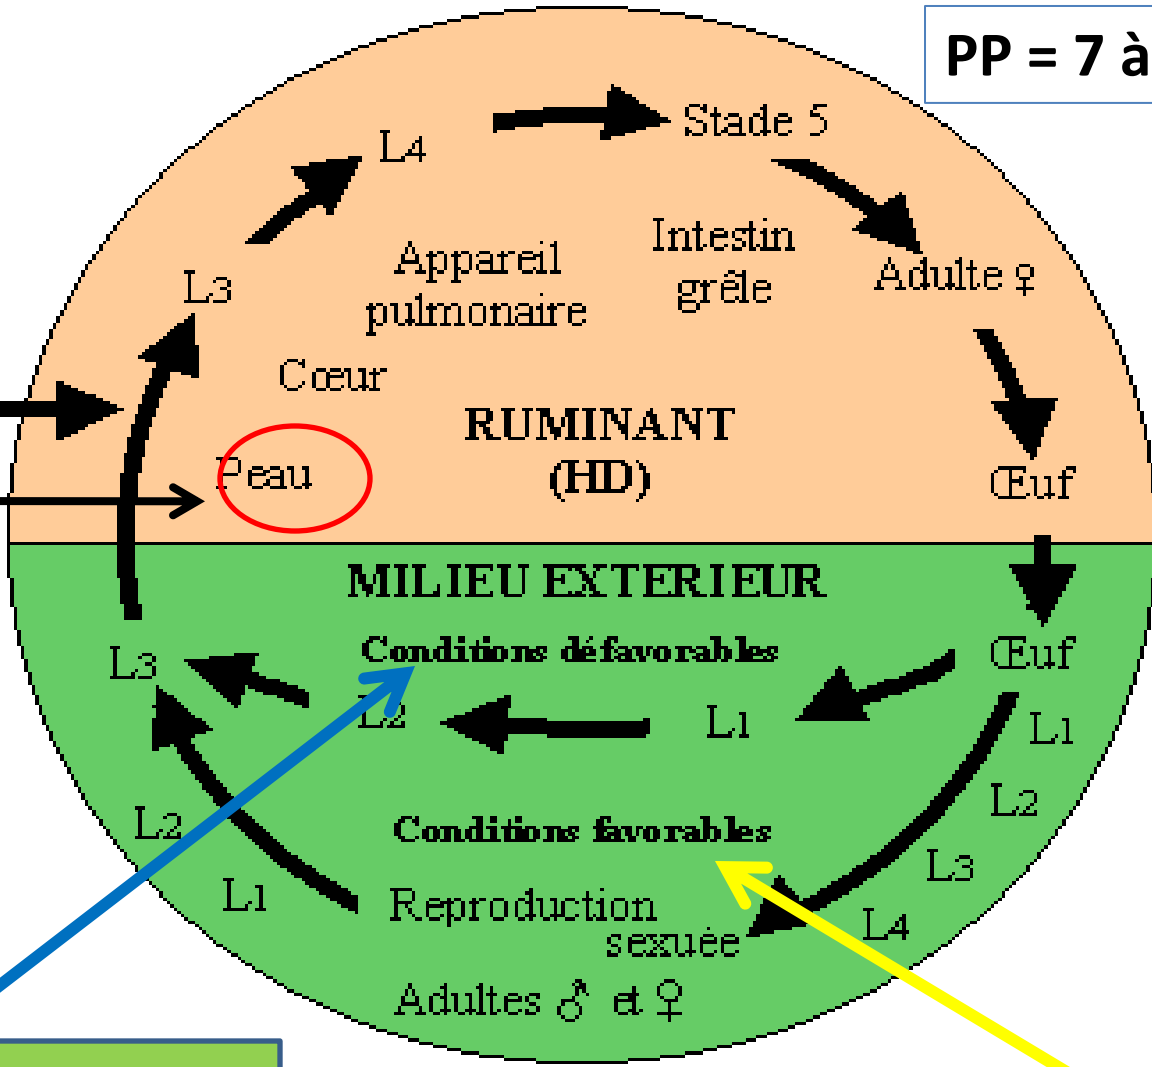 PP = 7 à
Stade 5
L4
Intestin
grêle
Appareil
pulmonaire
Adulte ♀
L3
Cœur
RUMINANT
(HD)
Peau
Œuf
MILIEU EXTERIEUR
Conditions défavorables
Œuf
L3
L2
L1
L1
L2
L2
Conditions favorables
L3
L1
Reproduction
sexuée
L4
Adultes ♂ et ♀